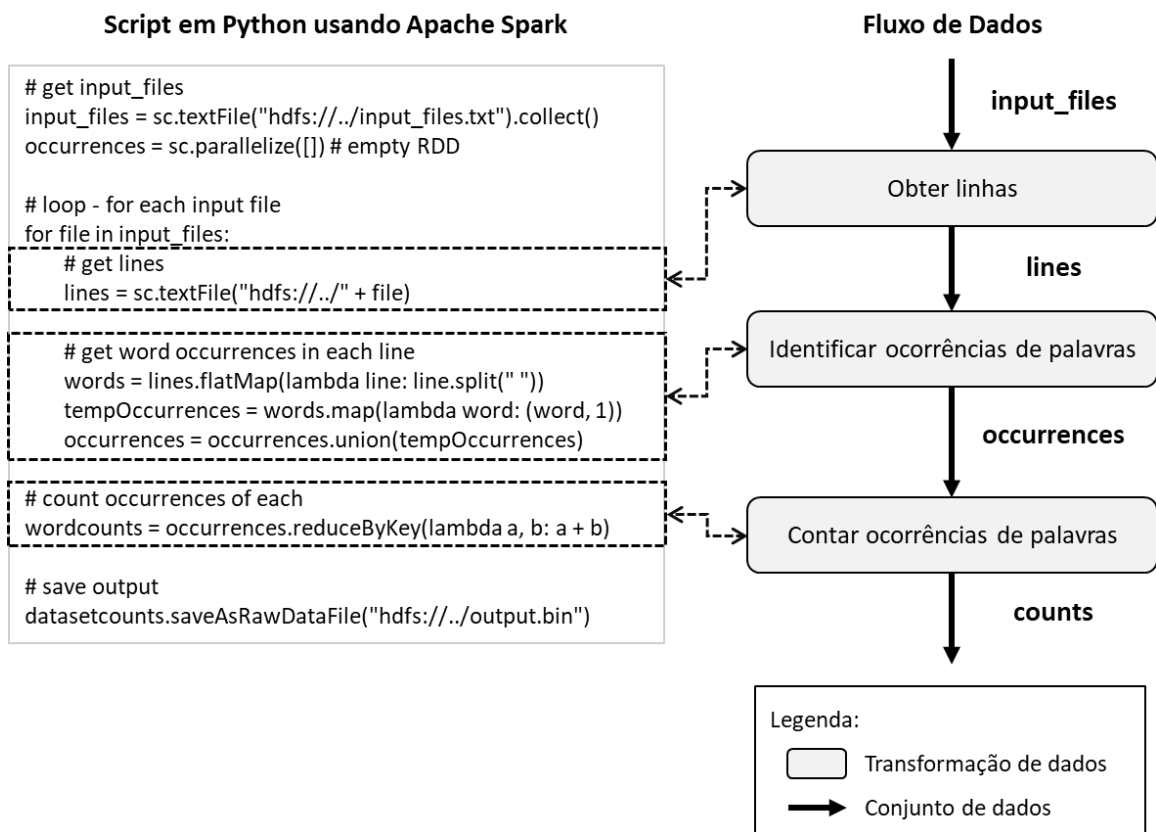 Script em Python usando Apache Spark
# get input_files
input_files = sc.textFile("hdfs://../input_files.txt").collect()
occurrences = sc.parallelize([]) # empty RDD
# loop - for each input file
for file in input_files:
# get lines
lines = sc.textFile("hdfs://../" + file)
# get word occurrences in each line
words = lines.flatMap(lambda line: line.split(" "))
tempOccurrences = words.map(lambda word: (word, 1))
occurrences = occurrences.union(tempOccurrences)
# count occurrences of each
wordcounts = occurrences.reduceByKey(lambda a, b: a + b)
# save output
datasetcounts.saveAsRawDataFile("hdfs://../output.bin")
Fluxo de Dados
input_files
Obter linhas
lines
Identificar ocorrências de palavras
occurrences
Contar ocorrências de palavras
counts
Legenda:
Transformação de dados
Conjunto de dados